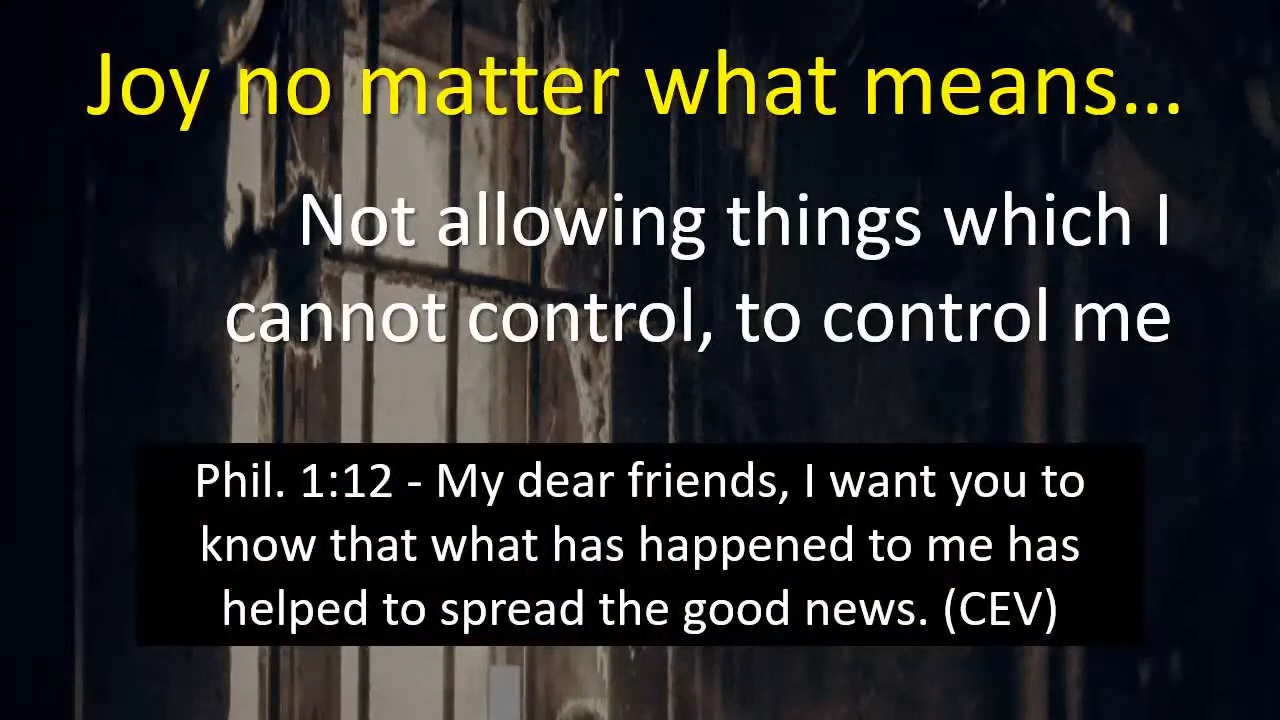 Joy no matter what means...
Not allowing things which I
cannot control, to control me
Phil. 1:12 - My dear friends, I want you to
know that what has happened to me has
helped to spread the good news. (CEV)